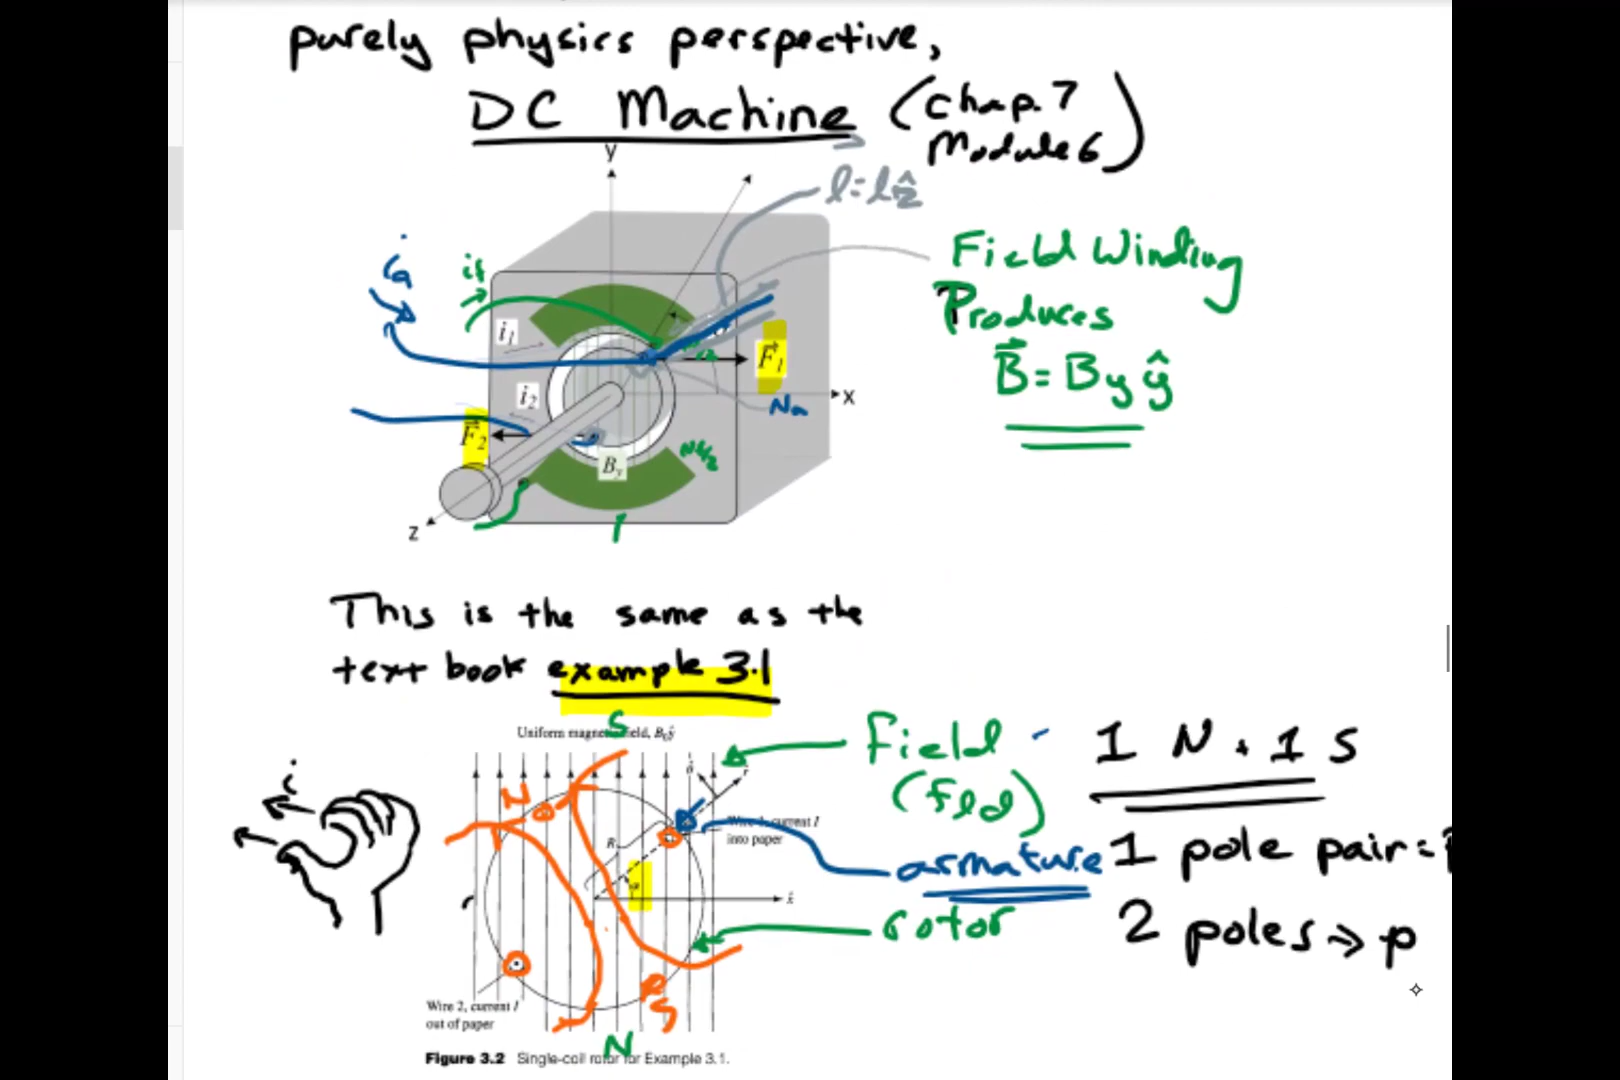 purely physics perspective,
DC Machine (Chap. 7
Module 6)
y
l = l ẑ
Field Winding
Produces
B⃗ = By ŷ
if
i1
F1
i2
x
Na
F2
By
Nf/2
z
This is the same as the
text book example 3.1
S
Uniform magnetic field, B0ŷ
Field
(fld)
1 N + 1 S
i
N
θ̂
r
Wire 1, current I
into paper
R
α
x̂
armature
1 pole pair =
rotor
2 poles → p
S
Wire 2, current I
out of paper
N
Figure 3.2 Single-coil rotor for Example 3.1.